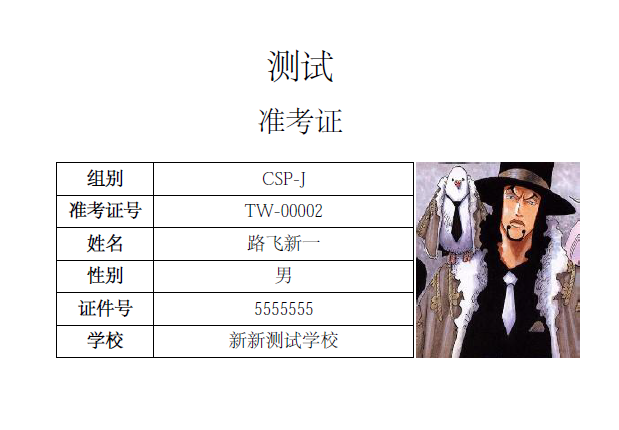 测试
准考证
组别 CSP-J
准考证号 TW-00002
姓名 路飞新一
性别 男
证件号 5555555
学校 新新测试学校